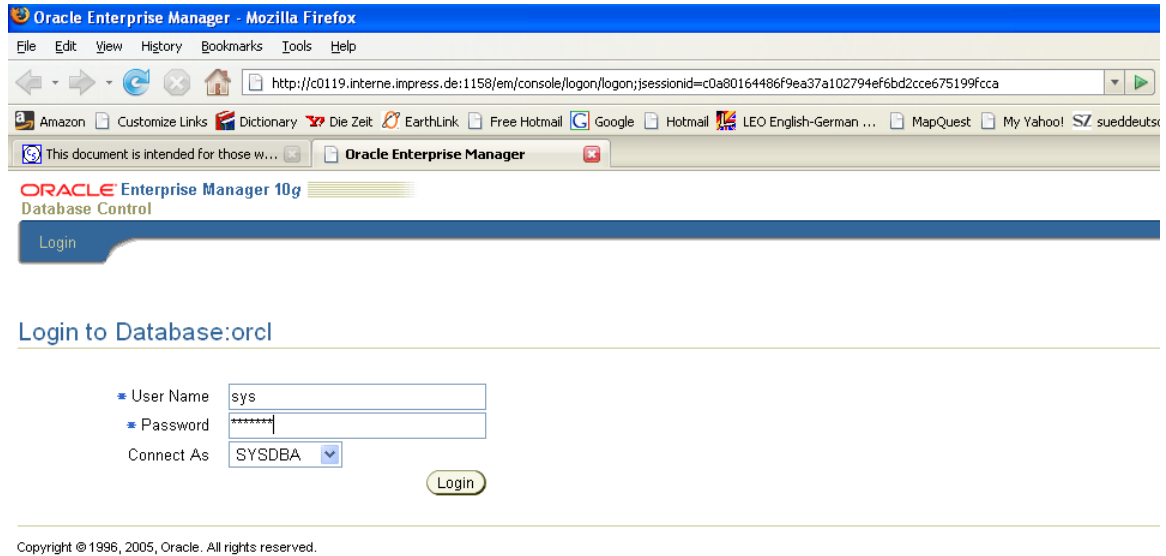 Oracle Enterprise Manager - Mozilla Firefox
File Edit View History Bookmarks Tools Help
http://c0119.interne.impress.de:1158/em/console/logon/logon;jsessionid=c0a80164486f9ea37a102794ef6bd2cce675199fcca
Amazon Customize Links Dictionary Die Zeit EarthLink Free Hotmail Google Hotmail LEO English-German ... MapQuest My Yahoo! SZ sueddeutsc
This document is intended for those w... Oracle Enterprise Manager
ORACLE Enterprise Manager 10g
Database Control
Login
Login to Database:orcl
* User Name sys
* Password *******
Connect As SYSDBA
Login
Copyright © 1996, 2005, Oracle. All rights reserved.